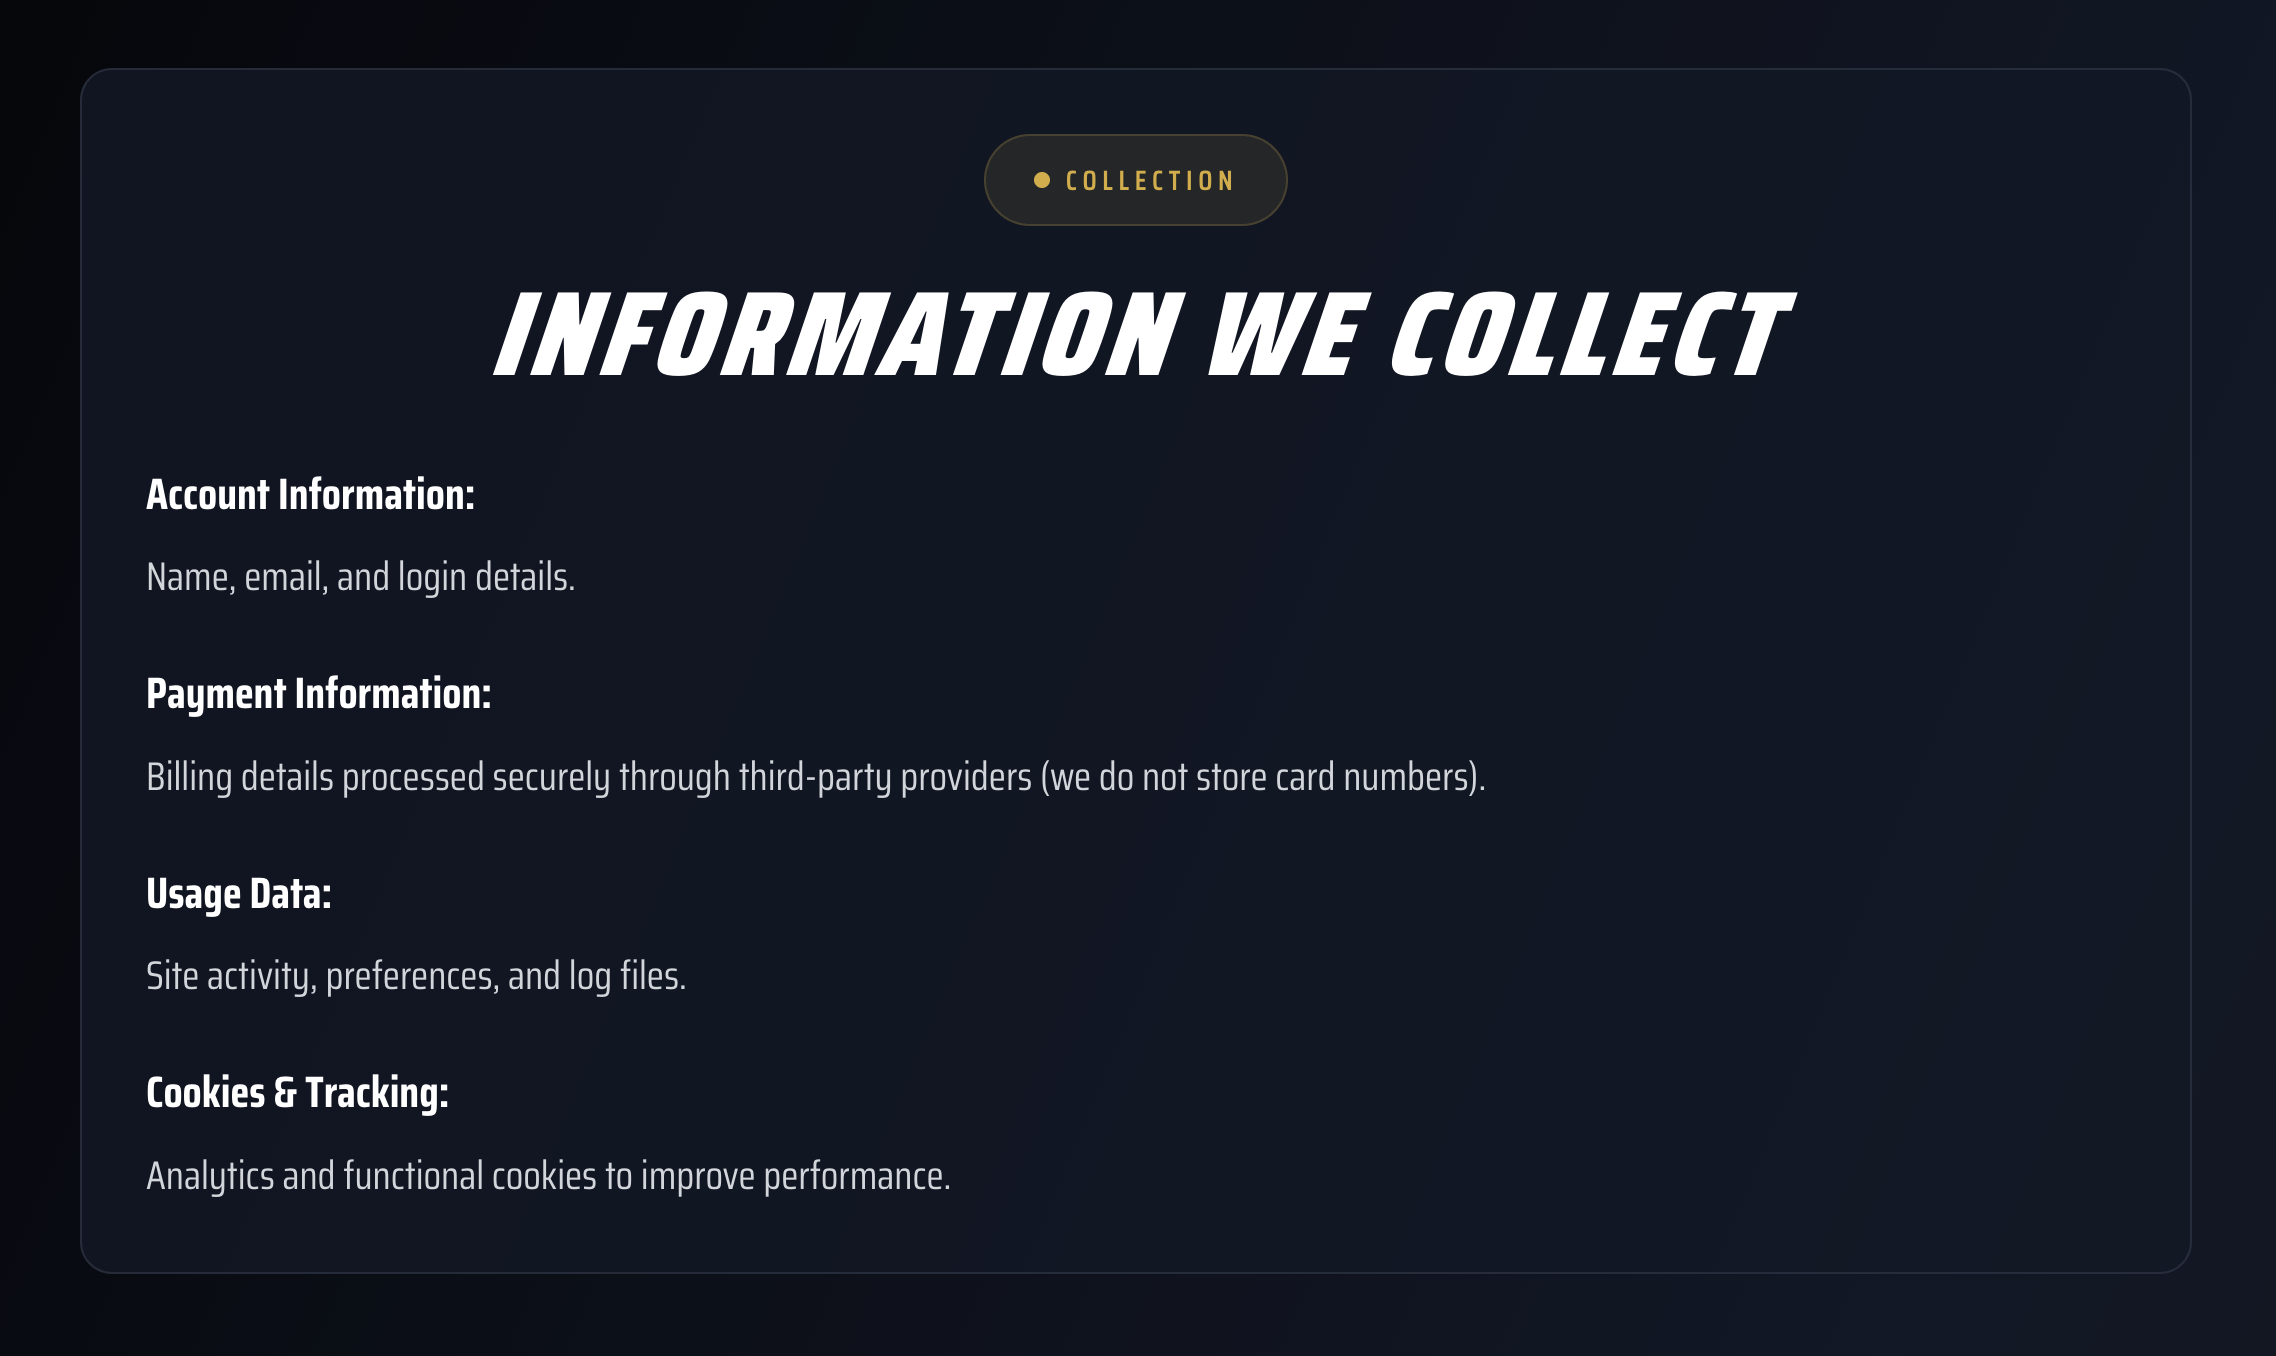 COLLECTION
INFORMATION WE COLLECT
Account Information:
Name, email, and login details.
Payment Information:
Billing details processed securely through third-party providers (we do not store card numbers).
Usage Data:
Site activity, preferences, and log files.
Cookies & Tracking:
Analytics and functional cookies to improve performance.